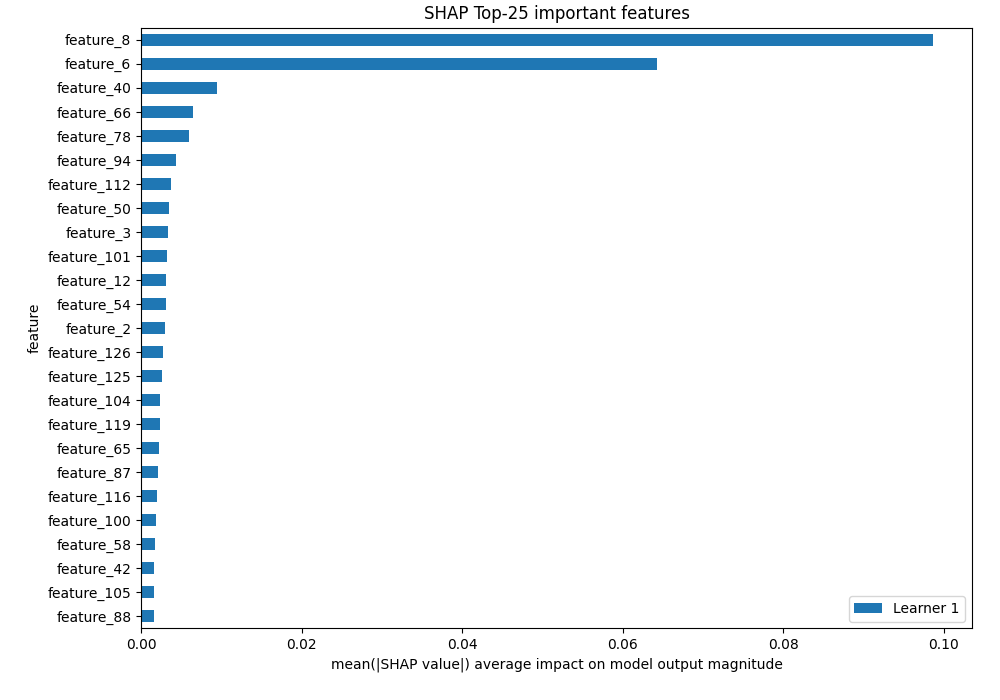 SHAP Top-25 important features
feature_8
feature_6
feature_40
feature_66
feature_78
feature_94
feature_112
feature_50
feature_3
feature_101
feature_12
feature_54
feature_2
feature_126
feature_125
feature_104
feature_119
feature_65
feature_87
feature_116
feature_100
feature_58
feature_42
feature_105
feature_88
feature
Learner 1
0.00 0.02 0.04 0.06 0.08 0.10
mean(|SHAP value|) average impact on model output magnitude